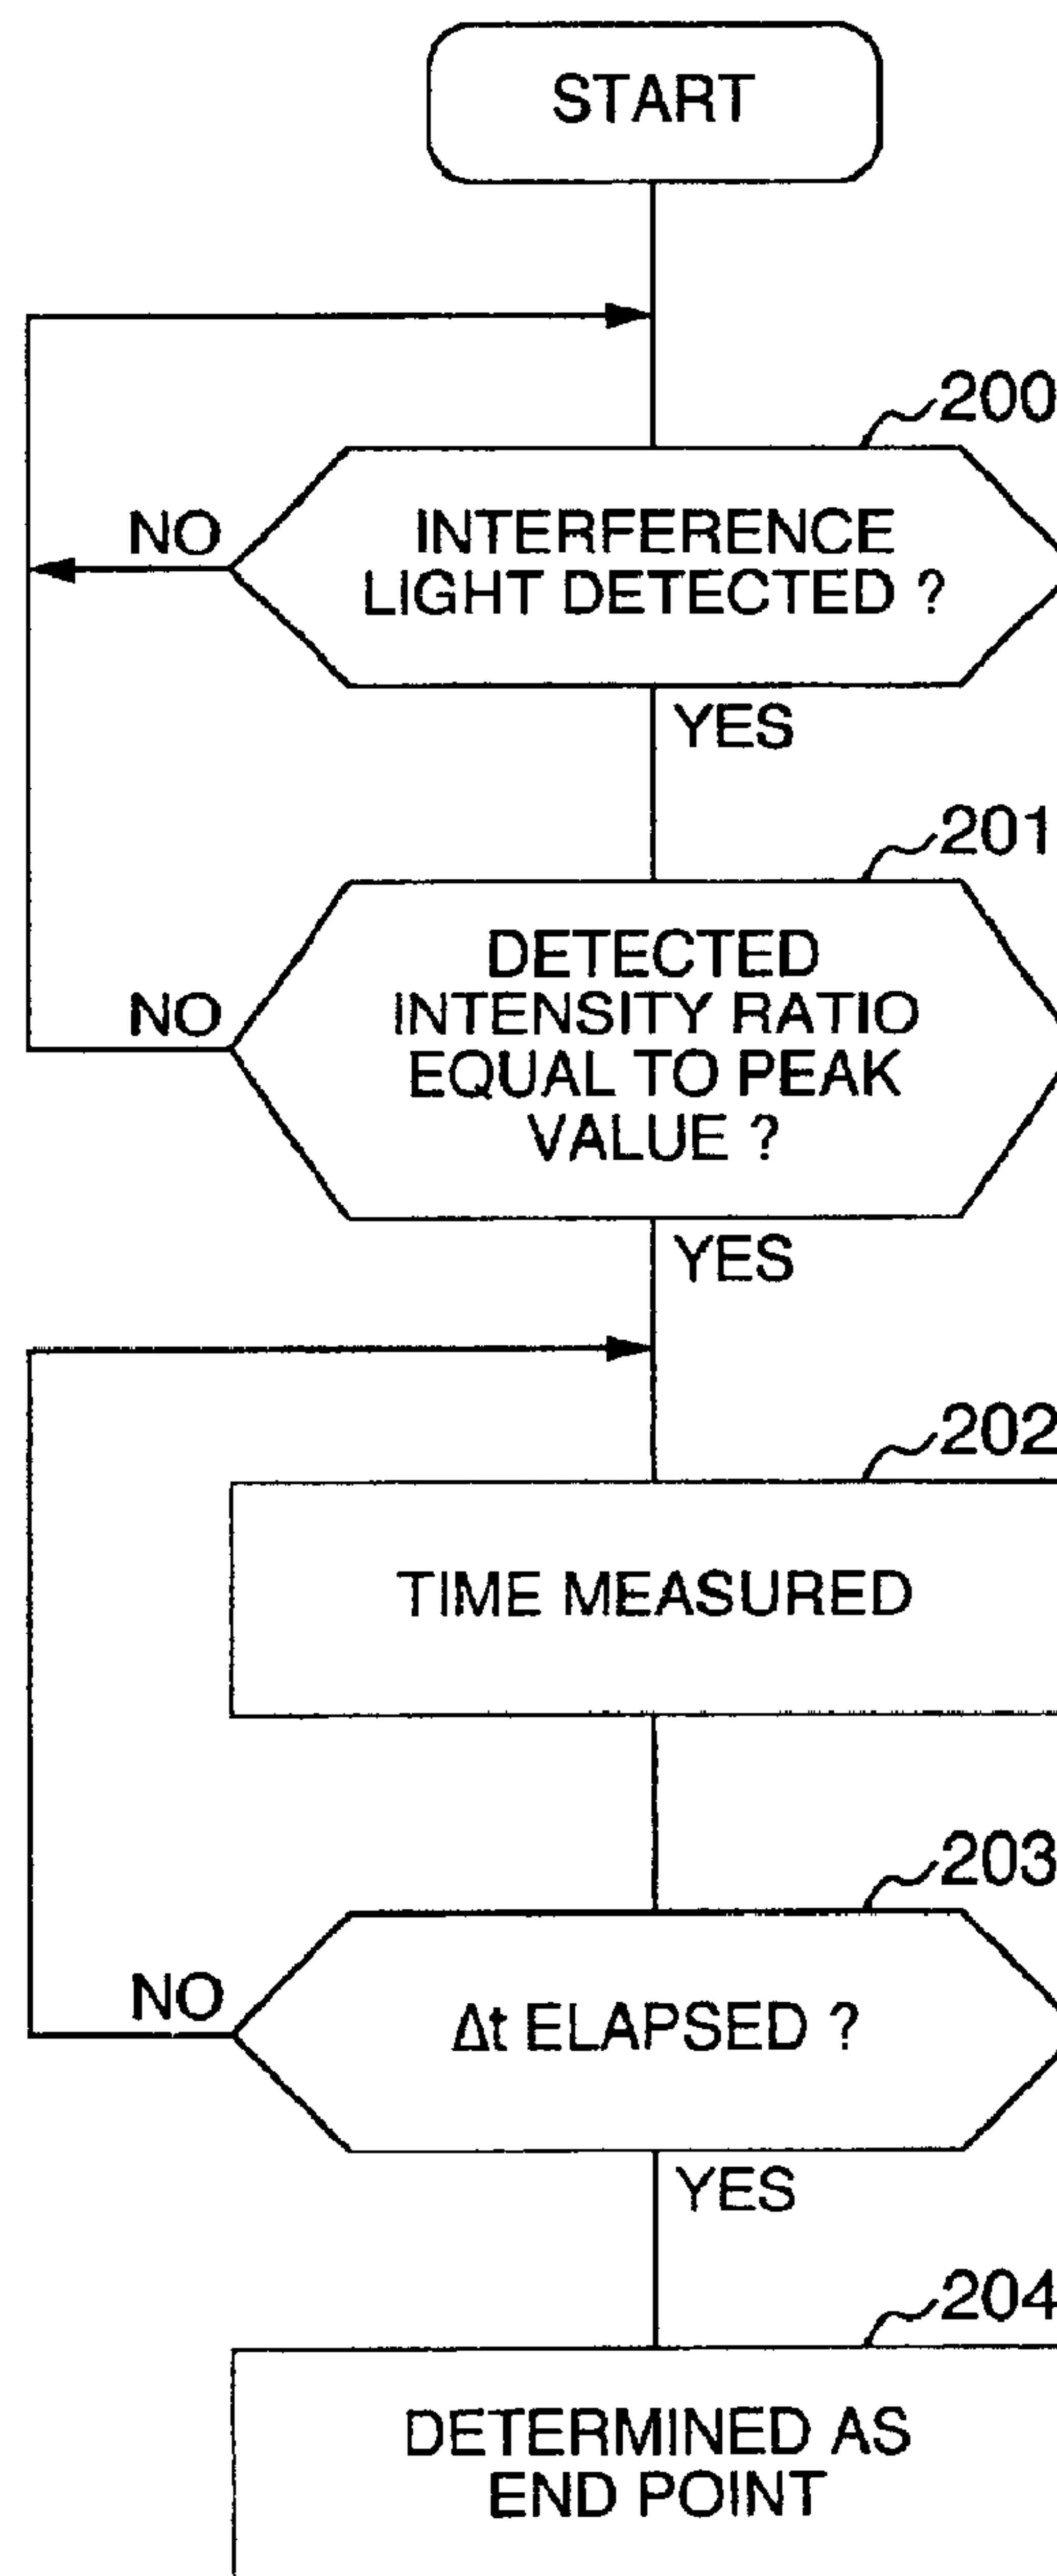 START
200
INTERFERENCE
LIGHT DETECTED ?
NO
YES
201
DETECTED
INTENSITY RATIO
EQUAL TO PEAK
VALUE ?
NO
YES
202
TIME MEASURED
203
Δt ELAPSED ?
NO
YES
204
DETERMINED AS
END POINT